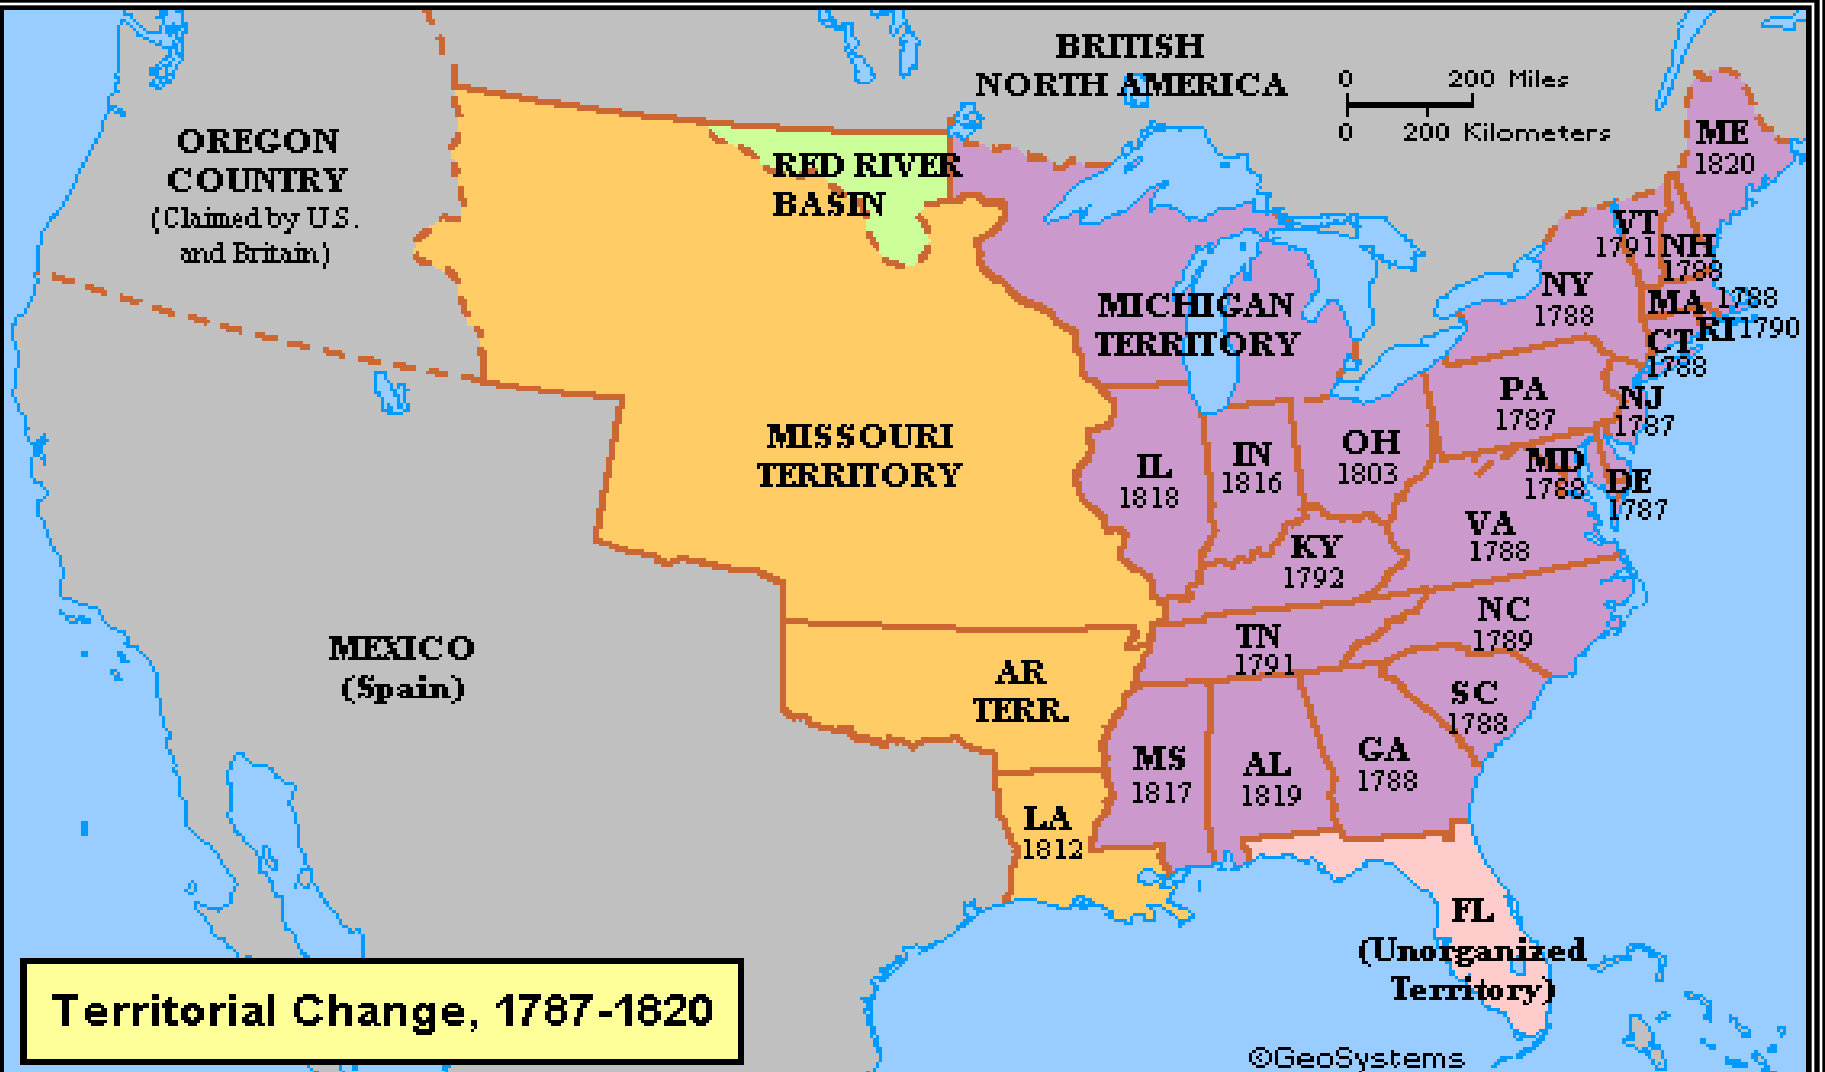 BRITISH
NORTH AMERICA
0 200 Miles
0 200 Kilometers
OREGON
COUNTRY
(Claimed by U.S.
and Britain)
RED RIVER
BASIN
ME
1820
VT
1791
NH
1788
NY
1788
MA 1788
RI 1790
CT
1788
MICHIGAN
TERRITORY
PA
1787
NJ
1787
MISSOURI
TERRITORY
IL
1818
IN
1816
OH
1803
MD
1788
DE
1787
VA
1788
KY
1792
NC
1789
TN
1791
MEXICO
(Spain)
AR
TERR.
SC
1788
MS
1817
AL
1819
GA
1788
LA
1812
FL
(Unorganized
Territory)
Territorial Change, 1787-1820
©GeoSystems